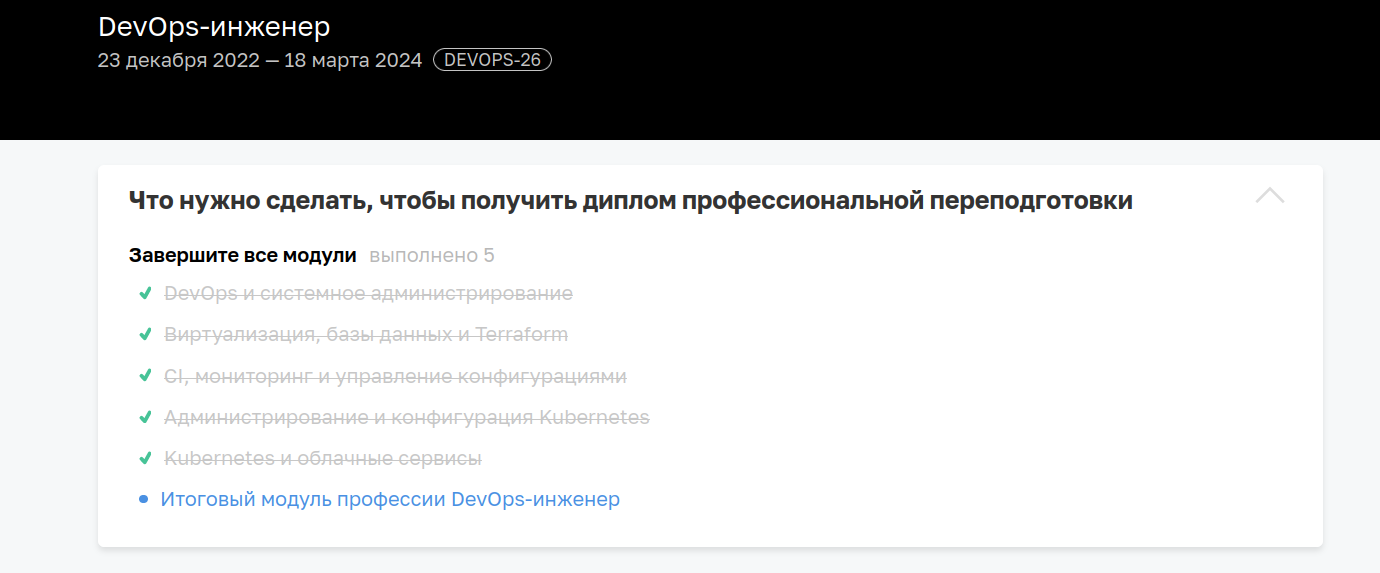 DevOps-инженер
23 декабря 2022 — 18 марта 2024 DEVOPS-26
Что нужно сделать, чтобы получить диплом профессиональной переподготовки
Завершите все модули выполнено 5
DevOps и системное администрирование
Виртуализация, базы данных и Terraform
CI, мониторинг и управление конфигурациями
Администрирование и конфигурация Kubernetes
Kubernetes и облачные сервисы
Итоговый модуль профессии DevOps-инженер